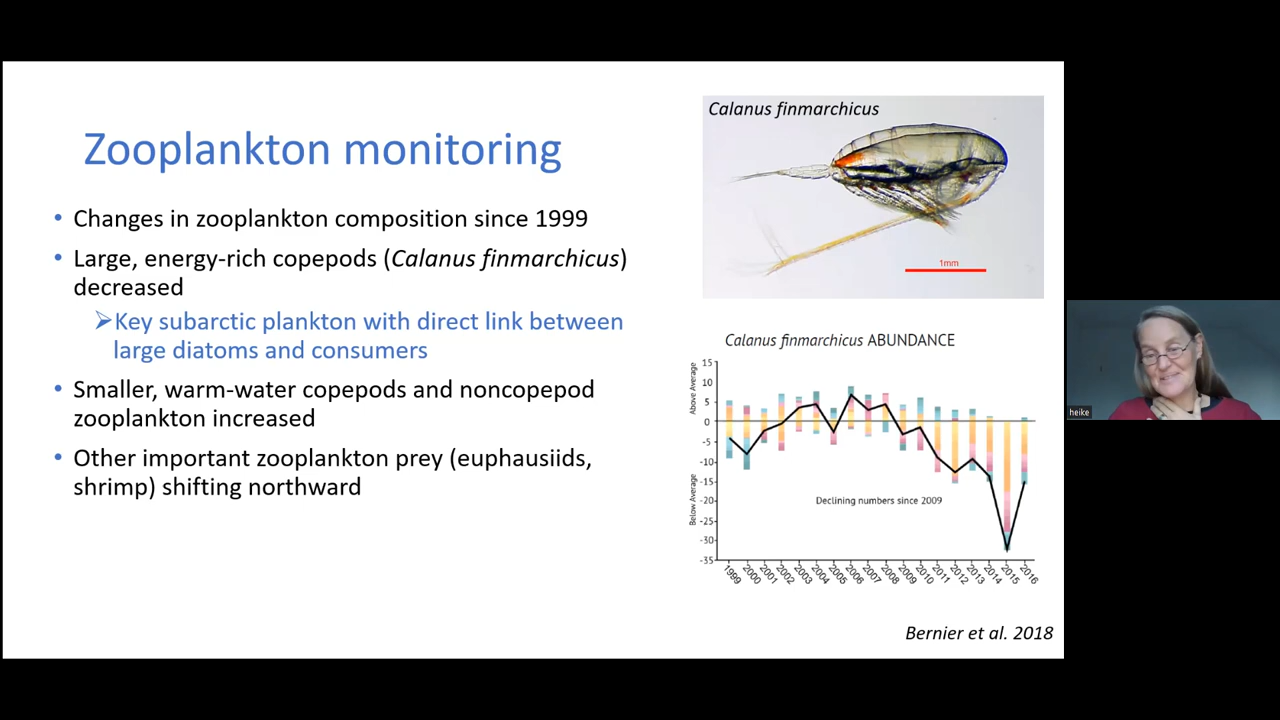 Zooplankton monitoring
• Changes in zooplankton composition since 1999
• Large, energy-rich copepods (Calanus finmarchicus)
decreased
➢Key subarctic plankton with direct link between
large diatoms and consumers
• Smaller, warm-water copepods and noncopepod
zooplankton increased
• Other important zooplankton prey (euphausiids,
shrimp) shifting northward
Calanus finmarchicus
1mm
Calanus finmarchicus ABUNDANCE
Above Average
Below Average
15
10
5
0
-5
-10
-15
-20
-25
-30
-35
Declining numbers since 2009
1999 2000 2001 2002 2003 2004 2005 2006 2007 2008 2009 2010 2011 2012 2013 2014 2015 2016
Bernier et al. 2018
heike